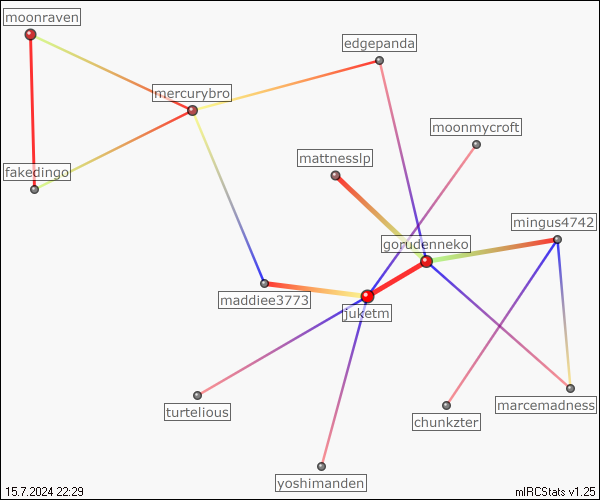 moonraven
edgepanda
mercurybro
moonmycroft
mattnesslp
fakedingo
mingus4742
gorudenneko
maddiee3773
juketm
turtelious
marcemadness
chunkzter
yoshimanden
15.7.2024 22:29
mIRCStats v1.25